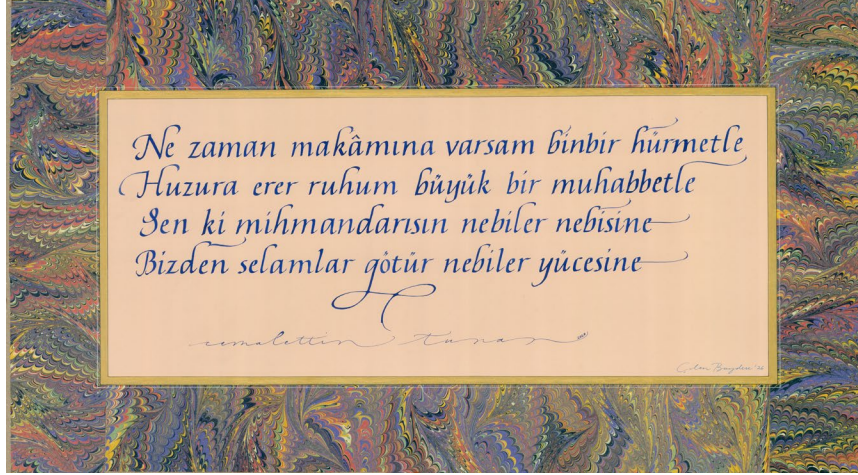 Ne zaman makâmına varsam binbir hürmetle
Huzura erer ruhum büyük bir muhabbetle
Sen ki mihmandarısın nebiler nebisine
Bizden selamlar götür nebiler yücesine
cemalettin